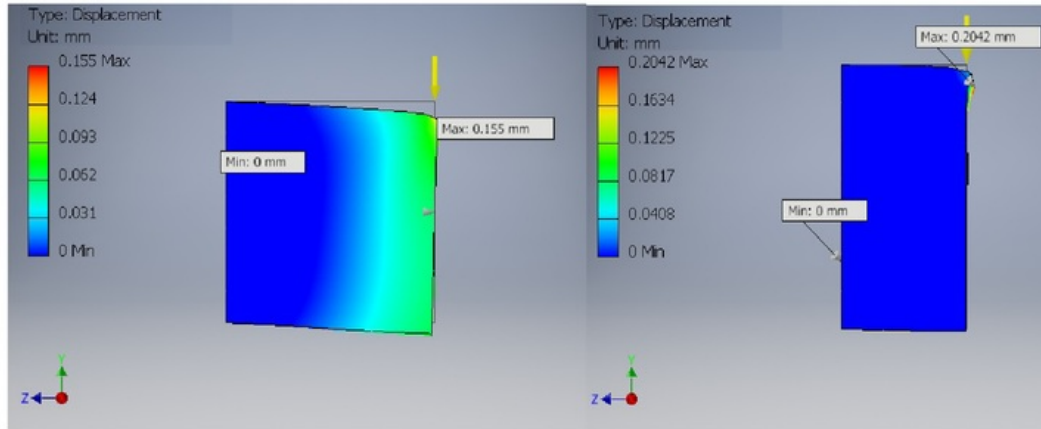 Type: Displacement
Unit: mm
0.155 Max
0.124
0.093
0.062
0.031
0 Min
Min: 0 mm
Max: 0.155 mm
Y
Z
Type: Displacement
Unit: mm
0.2042 Max
0.1634
0.1225
0.0817
0.0408
0 Min
Max: 0.2042 mm
Min: 0 mm
Y
Z